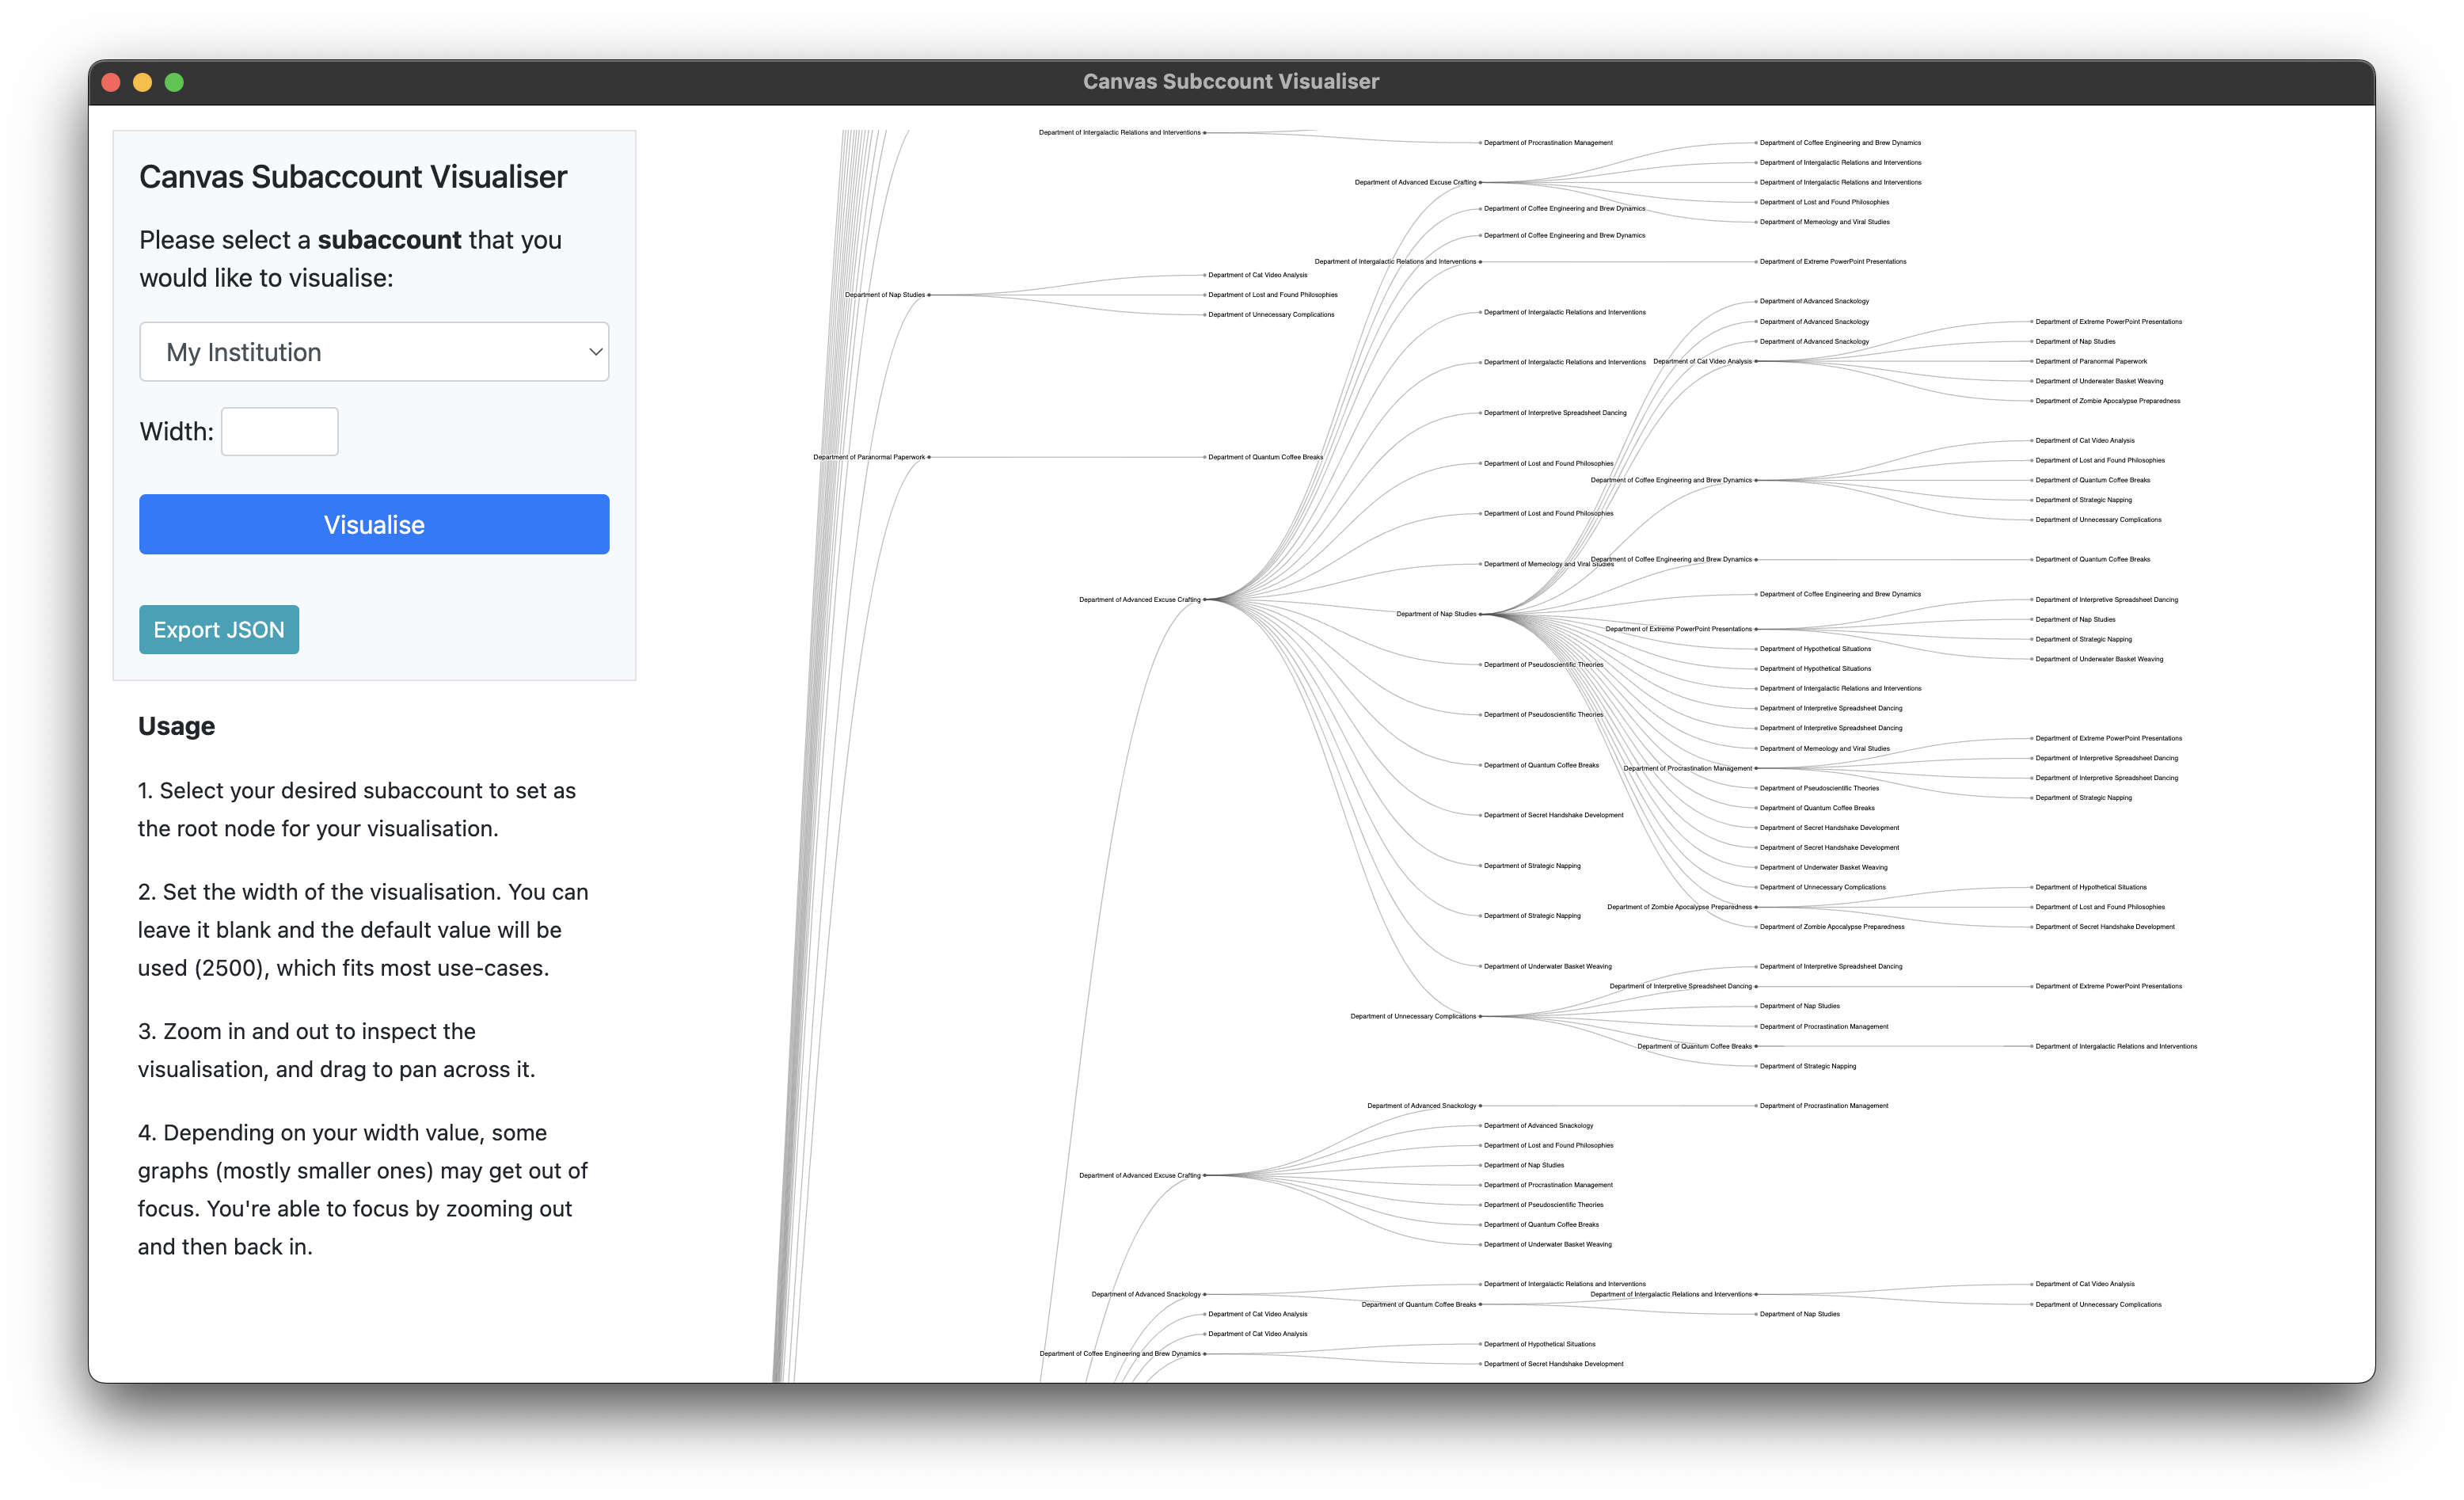 Canvas Subccount Visualiser
Canvas Subaccount Visualiser
Please select a subaccount that you
would like to visualise:
My Institution
Width:
Visualise
Export JSON
Usage
1. Select your desired subaccount to set as
the root node for your visualisation.
2. Set the width of the visualisation. You can
leave it blank and the default value will be
used (2500), which fits most use-cases.
3. Zoom in and out to inspect the
visualisation, and drag to pan across it.
4. Depending on your width value, some
graphs (mostly smaller ones) may get out of
focus. You're able to focus by zooming out
and then back in.
Department of Nap Studies
Department of Paranormal Paperwork
Department of Intergalactic Relations and Interventions
Department of Cat Video Analysis
Department of Lost and Found Philosophies
Department of Unnecessary Complications
Department of Quantum Coffee Breaks
Department of Advanced Excuse Crafting
Department of Advanced Excuse Crafting
Department of Advanced Snackology
Department of Cat Video Analysis
Department of Cat Video Analysis
Department of Coffee Engineering and Brew Dynamics
Department of Procrastination Management
Department of Advanced Excuse Crafting
Department of Coffee Engineering and Brew Dynamics
Department of Coffee Engineering and Brew Dynamics
Department of Intergalactic Relations and Interventions
Department of Intergalactic Relations and Interventions
Department of Intergalactic Relations and Interventions
Department of Interpretive Spreadsheet Dancing
Department of Lost and Found Philosophies
Department of Lost and Found Philosophies
Department of Memeology and Viral Studies
Department of Nap Studies
Department of Pseudoscientific Theories
Department of Pseudoscientific Theories
Department of Quantum Coffee Breaks
Department of Secret Handshake Development
Department of Strategic Napping
Department of Strategic Napping
Department of Underwater Basket Weaving
Department of Unnecessary Complications
Department of Advanced Snackology
Department of Advanced Snackology
Department of Lost and Found Philosophies
Department of Nap Studies
Department of Procrastination Management
Department of Pseudoscientific Theories
Department of Quantum Coffee Breaks
Department of Underwater Basket Weaving
Department of Intergalactic Relations and Interventions
Department of Quantum Coffee Breaks
Department of Hypothetical Situations
Department of Secret Handshake Development
Department of Coffee Engineering and Brew Dynamics
Department of Intergalactic Relations and Interventions
Department of Intergalactic Relations and Interventions
Department of Lost and Found Philosophies
Department of Memeology and Viral Studies
Department of Extreme PowerPoint Presentations
Department of Advanced Snackology
Department of Advanced Snackology
Department of Advanced Snackology
Department of Cat Video Analysis
Department of Coffee Engineering and Brew Dynamics
Department of Coffee Engineering and Brew Dynamics
Department of Coffee Engineering and Brew Dynamics
Department of Extreme PowerPoint Presentations
Department of Hypothetical Situations
Department of Hypothetical Situations
Department of Intergalactic Relations and Interventions
Department of Interpretive Spreadsheet Dancing
Department of Interpretive Spreadsheet Dancing
Department of Memeology and Viral Studies
Department of Procrastination Management
Department of Pseudoscientific Theories
Department of Quantum Coffee Breaks
Department of Secret Handshake Development
Department of Secret Handshake Development
Department of Underwater Basket Weaving
Department of Unnecessary Complications
Department of Zombie Apocalypse Preparedness
Department of Zombie Apocalypse Preparedness
Department of Interpretive Spreadsheet Dancing
Department of Interpretive Spreadsheet Dancing
Department of Nap Studies
Department of Procrastination Management
Department of Quantum Coffee Breaks
Department of Strategic Napping
Department of Procrastination Management
Department of Intergalactic Relations and Interventions
Department of Nap Studies
Department of Extreme PowerPoint Presentations
Department of Nap Studies
Department of Paranormal Paperwork
Department of Underwater Basket Weaving
Department of Zombie Apocalypse Preparedness
Department of Cat Video Analysis
Department of Lost and Found Philosophies
Department of Quantum Coffee Breaks
Department of Strategic Napping
Department of Unnecessary Complications
Department of Quantum Coffee Breaks
Department of Interpretive Spreadsheet Dancing
Department of Nap Studies
Department of Strategic Napping
Department of Underwater Basket Weaving
Department of Extreme PowerPoint Presentations
Department of Interpretive Spreadsheet Dancing
Department of Interpretive Spreadsheet Dancing
Department of Strategic Napping
Department of Hypothetical Situations
Department of Lost and Found Philosophies
Department of Secret Handshake Development
Department of Extreme PowerPoint Presentations
Department of Intergalactic Relations and Interventions
Department of Cat Video Analysis
Department of Unnecessary Complications